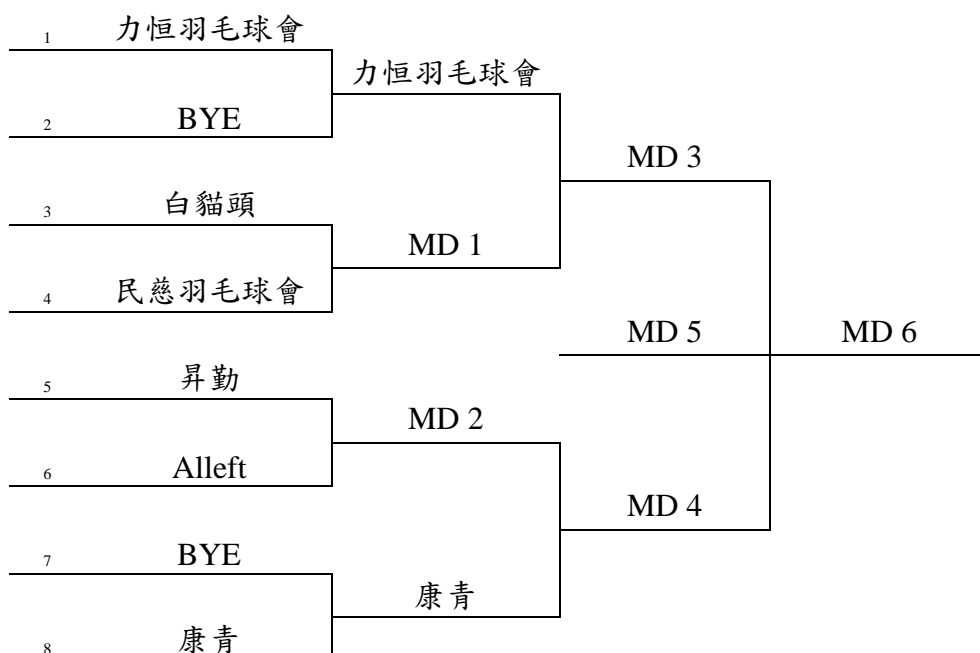 1 力恒羽毛球會
力恒羽毛球會
2 BYE
MD 3
3 白貓頭
MD 1
4 民慈羽毛球會
MD 5 MD 6
5 昇勤
MD 2
6 Alleft
MD 4
7 BYE
康青
8 康青